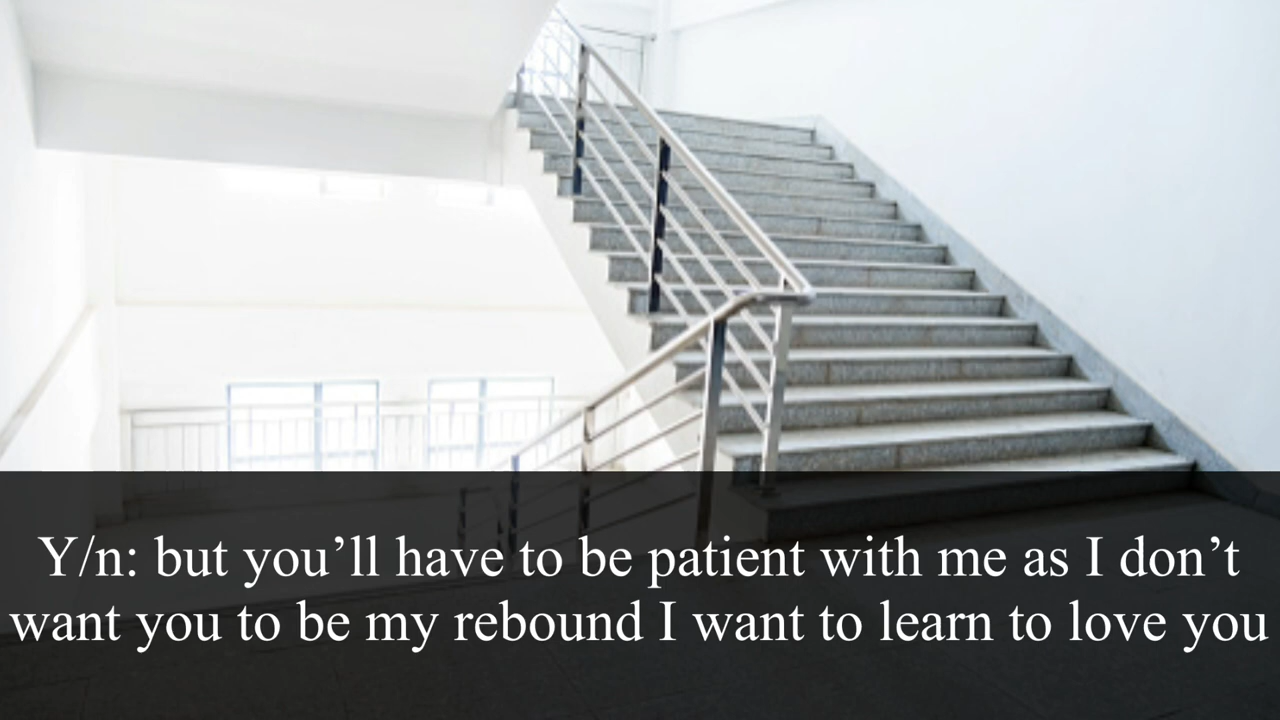 Y/n: but you’ll have to be patient with me as I don’t
want you to be my rebound I want to learn to love you